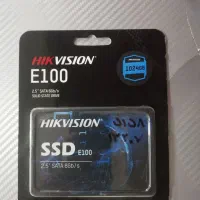 HIKVISION
E100
2.5" SATA 6Gb/s
SOLID STATE DRIVE
1024GB
HIKVISION
SSD E100
2.5" SATA 6Gb/s